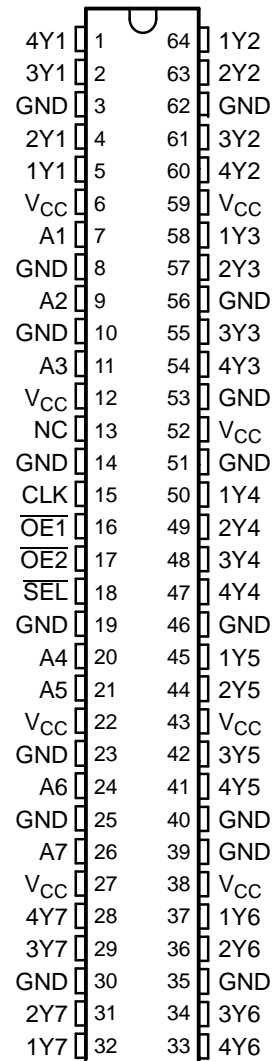 4Y1 1 64 1Y2
3Y1 2 63 2Y2
GND 3 62 GND
2Y1 4 61 3Y2
1Y1 5 60 4Y2
VCC 6 59 VCC
A1 7 58 1Y3
GND 8 57 2Y3
A2 9 56 GND
GND 10 55 3Y3
A3 11 54 4Y3
VCC 12 53 GND
NC 13 52 VCC
GND 14 51 GND
CLK 15 50 1Y4
OE1 16 49 2Y4
OE2 17 48 3Y4
SEL 18 47 4Y4
GND 19 46 GND
A4 20 45 1Y5
A5 21 44 2Y5
VCC 22 43 VCC
GND 23 42 3Y5
A6 24 41 4Y5
GND 25 40 GND
A7 26 39 GND
VCC 27 38 VCC
4Y7 28 37 1Y6
3Y7 29 36 2Y6
GND 30 35 GND
2Y7 31 34 3Y6
1Y7 32 33 4Y6